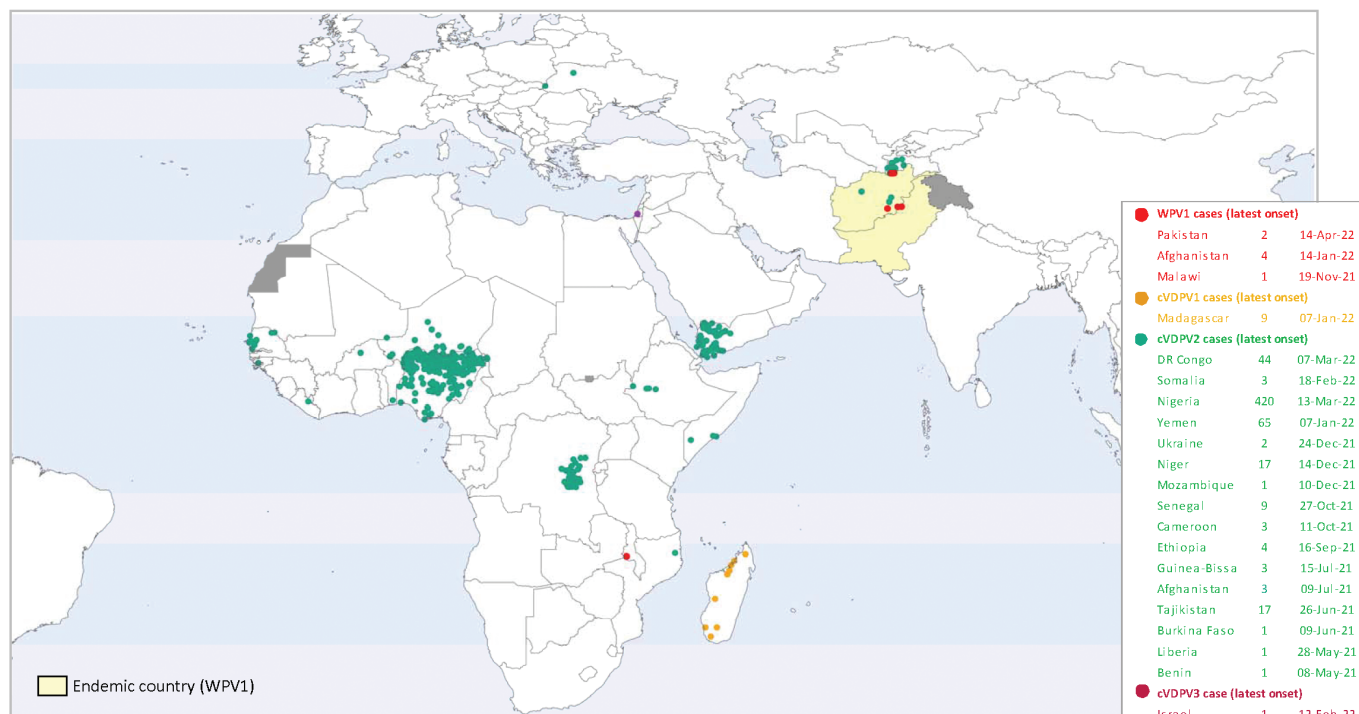 WPV1 cases (latest onset)
Pakistan 2 14-Apr-22
Afghanistan 4 14-Jan-22
Malawi 1 19-Nov-21
cVDPV1 cases (latest onset)
Madagascar 9 07-Jan-22
cVDPV2 cases (latest onset)
DR Congo 44 07-Mar-22
Somalia 3 18-Feb-22
Nigeria 420 13-Mar-22
Yemen 65 07-Jan-22
Ukraine 2 24-Dec-21
Niger 17 14-Dec-21
Mozambique 1 10-Dec-21
Senegal 9 27-Oct-21
Cameroon 3 11-Oct-21
Ethiopia 4 16-Sep-21
Guinea-Bissa 3 15-Jul-21
Afghanistan 3 09-Jul-21
Tajikistan 17 26-Jun-21
Burkina Faso 1 09-Jun-21
Liberia 1 28-May-21
Benin 1 08-May-21
cVDPV3 case (latest onset)
Israel 1 12-Feb-22
Endemic country (WPV1)